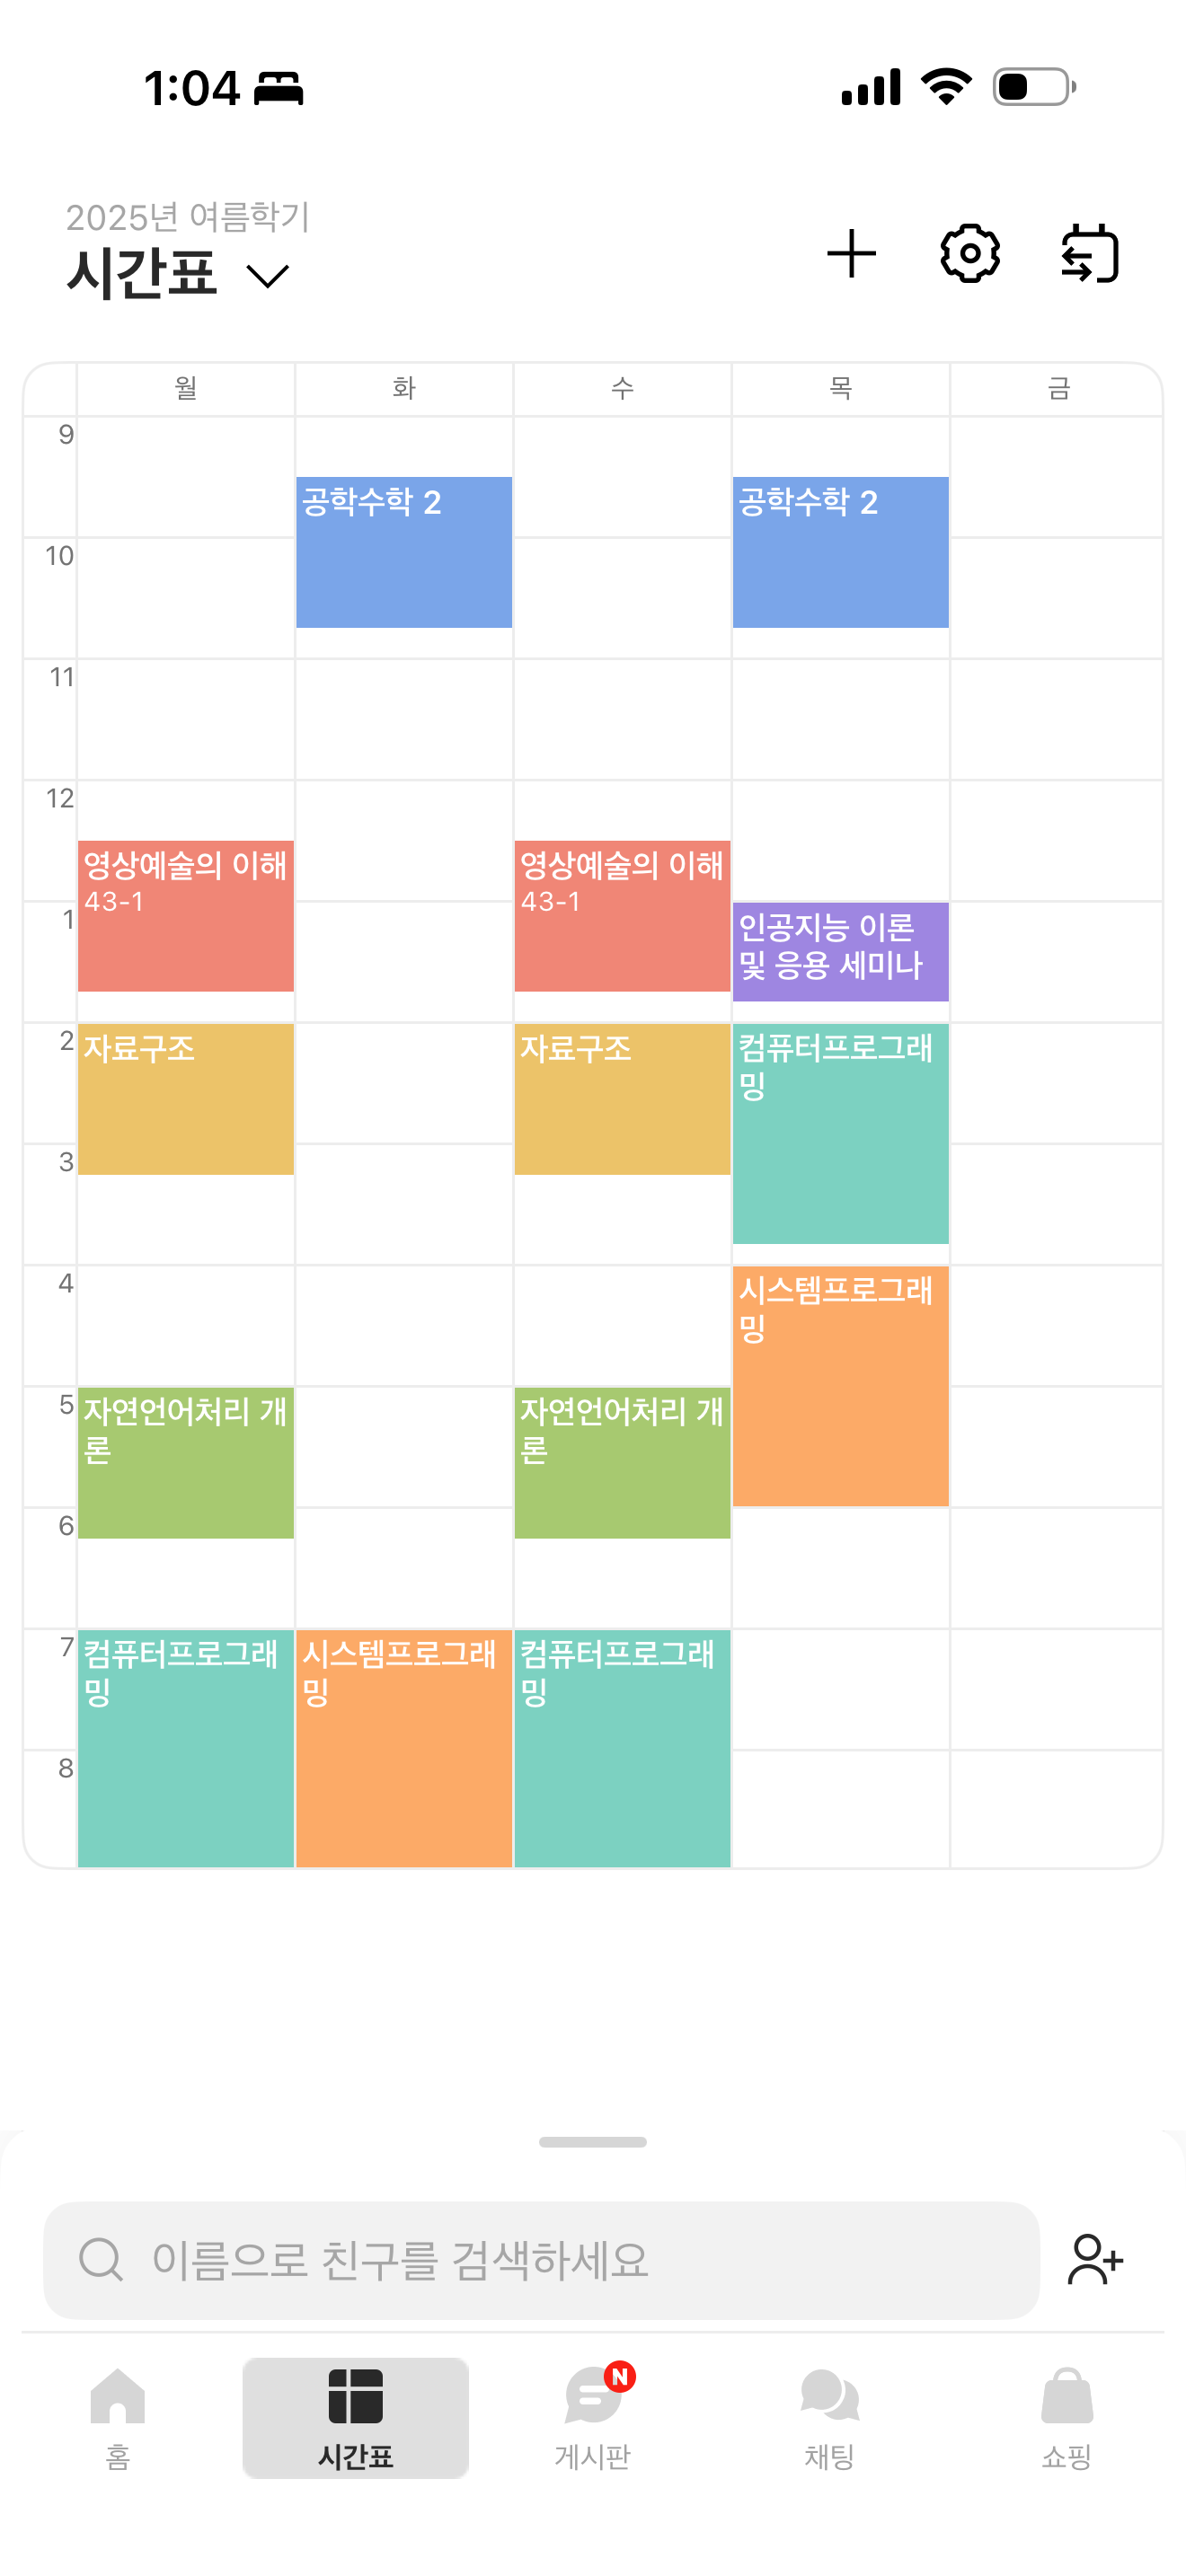 1:04
2025년 여름학기
시간표
월 화 수 목 금
9
공학수학 2
공학수학 2
10
11
12
영상예술의 이해
43-1
영상예술의 이해
43-1
1
인공지능 이론
및 응용 세미나
2
자료구조
자료구조
컴퓨터프로그래
밍
3
4
시스템프로그래
밍
5
자연언어처리 개
론
자연언어처리 개
론
6
7
컴퓨터프로그래
밍
시스템프로그래
밍
컴퓨터프로그래
밍
8
이름으로 친구를 검색하세요
N
홈 시간표 게시판 채팅 쇼핑